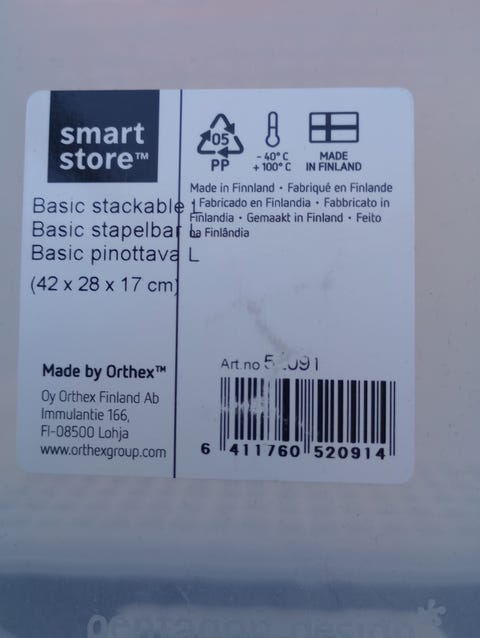 smart
store™
Basic stackable L
Basic stapelbar L
Basic pinottava L
(42 x 28 x 17 cm)
Made by Orthex™
Oy Orthex Finland Ab
Immulantie 166,
FI-08500 Lohja
www.orthexgroup.com
05
PP
- 40° C
+ 100° C
MADE
IN FINLAND
Made in Finnland • Fabriqué en Finlande
• Fabricado en Finlandia • Fabbricato in
Finlandia • Gemaakt in Finland • Feito
na Finlândia
Art.no
6 411760 520914